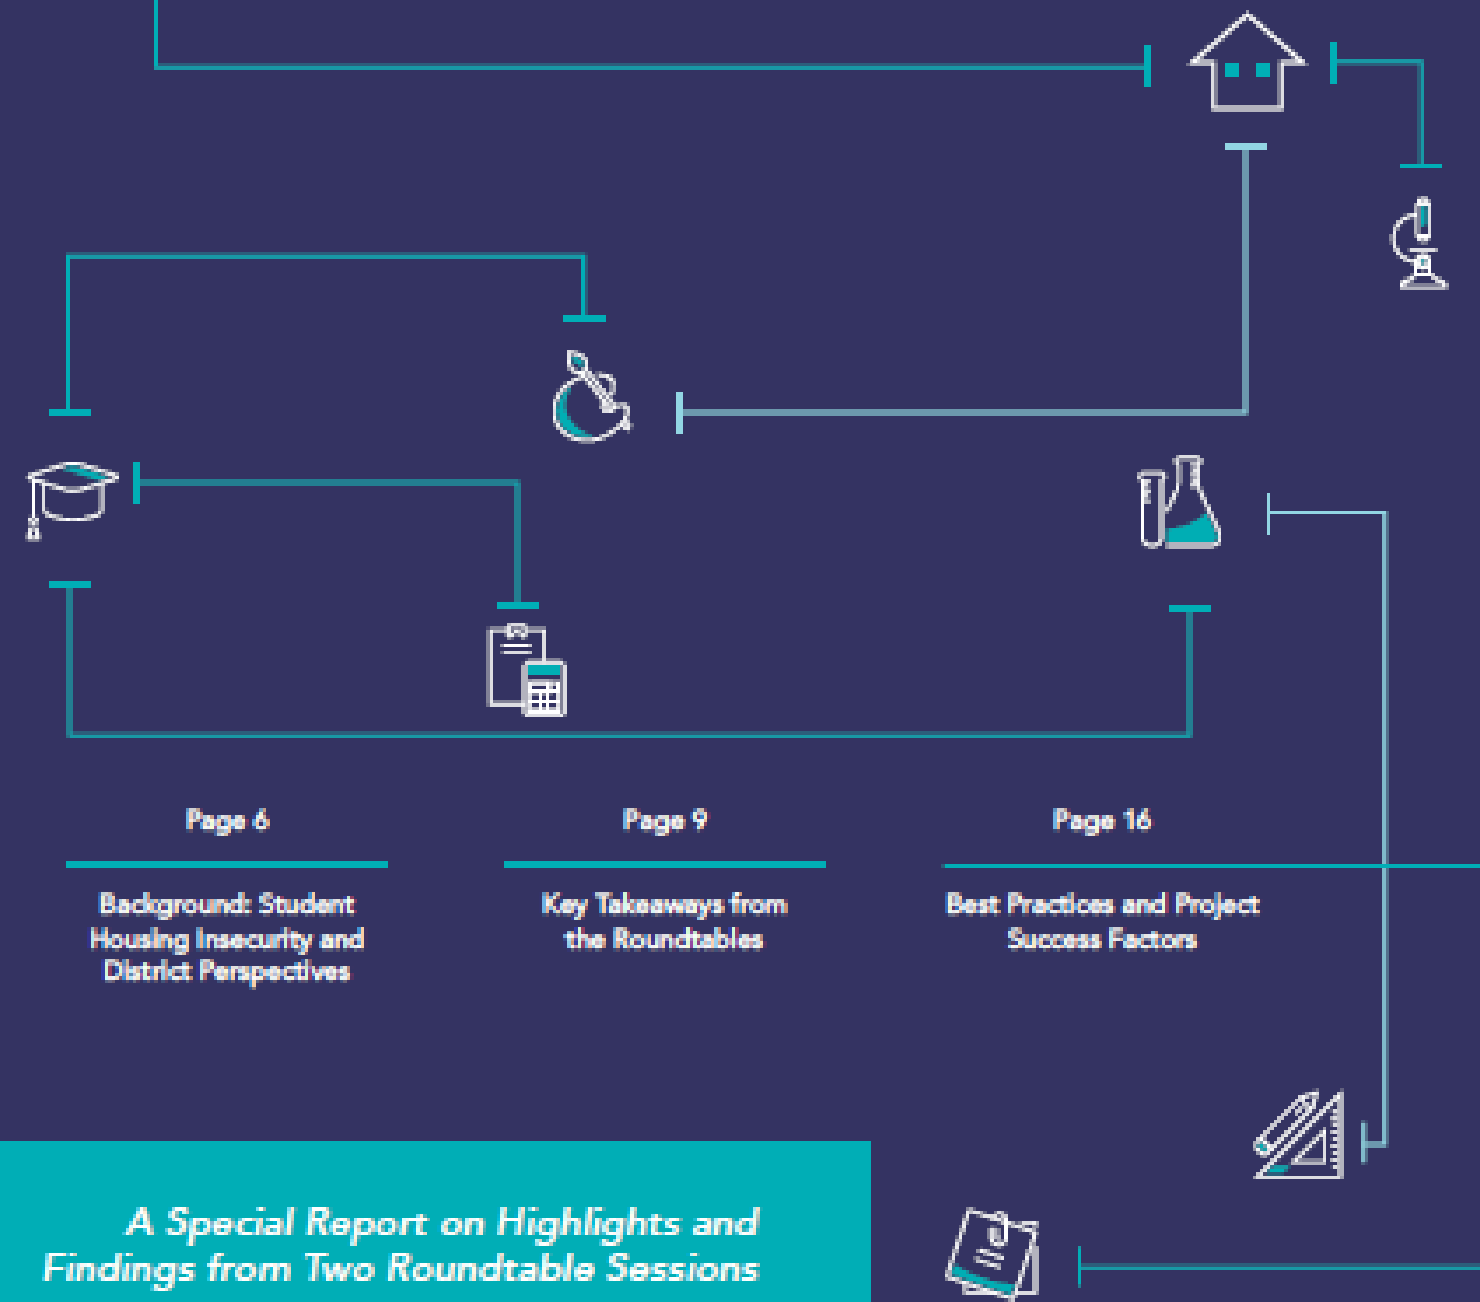 Page 6
Background: Student
Housing Insecurity and
District Perspectives
Page 9
Key Takeaways from
the Roundtables
Page 16
Best Practices and Project
Success Factors
A Special Report on Highlights and
Findings from Two Roundtable Sessions